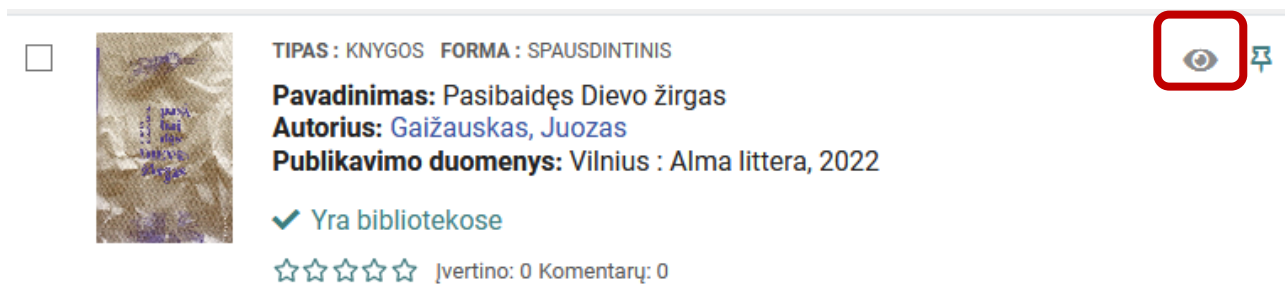 TIPAS : KNYGOS FORMA : SPAUSDINTINIS
Pavadinimas: Pasibaidęs Dievo žirgas
Autorius: Gaižauskas, Juozas
Publikavimo duomenys: Vilnius : Alma littera, 2022
Yra bibliotekose
Įvertino: 0 Komentarų: 0